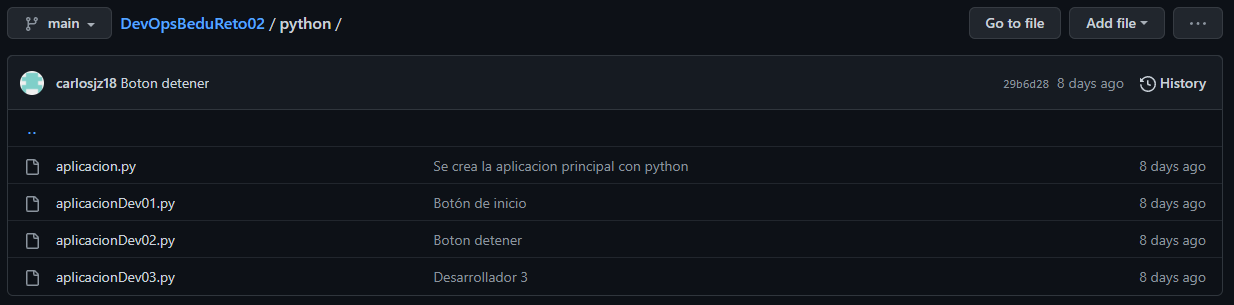 main DevOpsBeduReto02 / python / Go to file Add file ...
carlosjz18 Boton detener 29b6d28 8 days ago History
..
aplicacion.py Se crea la aplicacion principal con python 8 days ago
aplicacionDev01.py Botón de inicio 8 days ago
aplicacionDev02.py Boton detener 8 days ago
aplicacionDev03.py Desarrollador 3 8 days ago